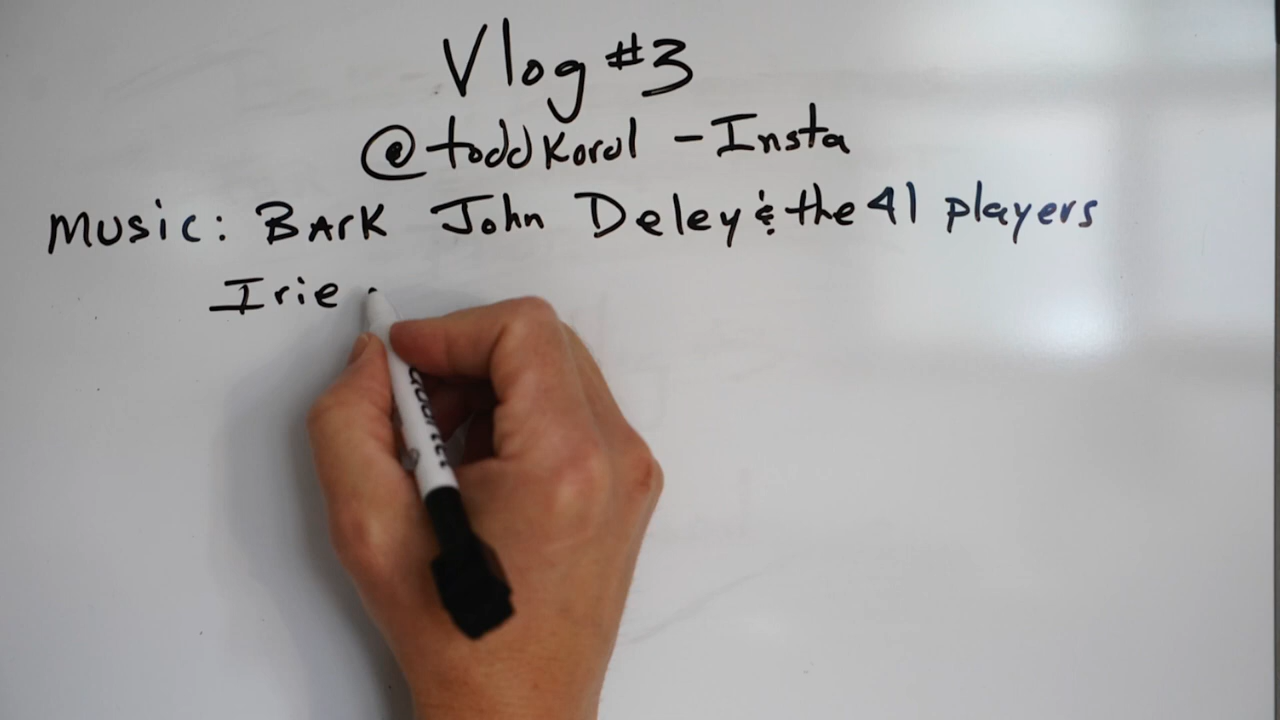 Vlog #3
@toddkorol - Insta
Music: Bark John Deley & the 41 players
Irie